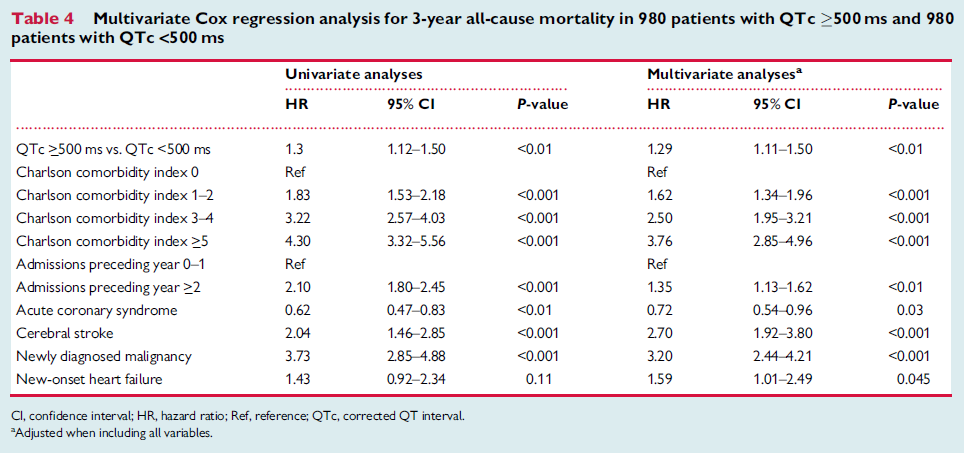 Table 4 Multivariate Cox regression analysis for 3-year all-cause mortality in 980 patients with QTc ≥500 ms and 980
patients with QTc <500 ms
Univariate analyses Multivariate analysesᵃ
HR 95% CI P-value HR 95% CI P-value
QTc ≥500 ms vs. QTc <500 ms 1.3 1.12–1.50 <0.01 1.29 1.11–1.50 <0.01
Charlson comorbidity index 0 Ref Ref
Charlson comorbidity index 1–2 1.83 1.53–2.18 <0.001 1.62 1.34–1.96 <0.001
Charlson comorbidity index 3–4 3.22 2.57–4.03 <0.001 2.50 1.95–3.21 <0.001
Charlson comorbidity index ≥5 4.30 3.32–5.56 <0.001 3.76 2.85–4.96 <0.001
Admissions preceding year 0–1 Ref Ref
Admissions preceding year ≥2 2.10 1.80–2.45 <0.001 1.35 1.13–1.62 <0.01
Acute coronary syndrome 0.62 0.47–0.83 <0.01 0.72 0.54–0.96 0.03
Cerebral stroke 2.04 1.46–2.85 <0.001 2.70 1.92–3.80 <0.001
Newly diagnosed malignancy 3.73 2.85–4.88 <0.001 3.20 2.44–4.21 <0.001
New-onset heart failure 1.43 0.92–2.34 0.11 1.59 1.01–2.49 0.045
CI, confidence interval; HR, hazard ratio; Ref, reference; QTc, corrected QT interval.
ᵃAdjusted when including all variables.